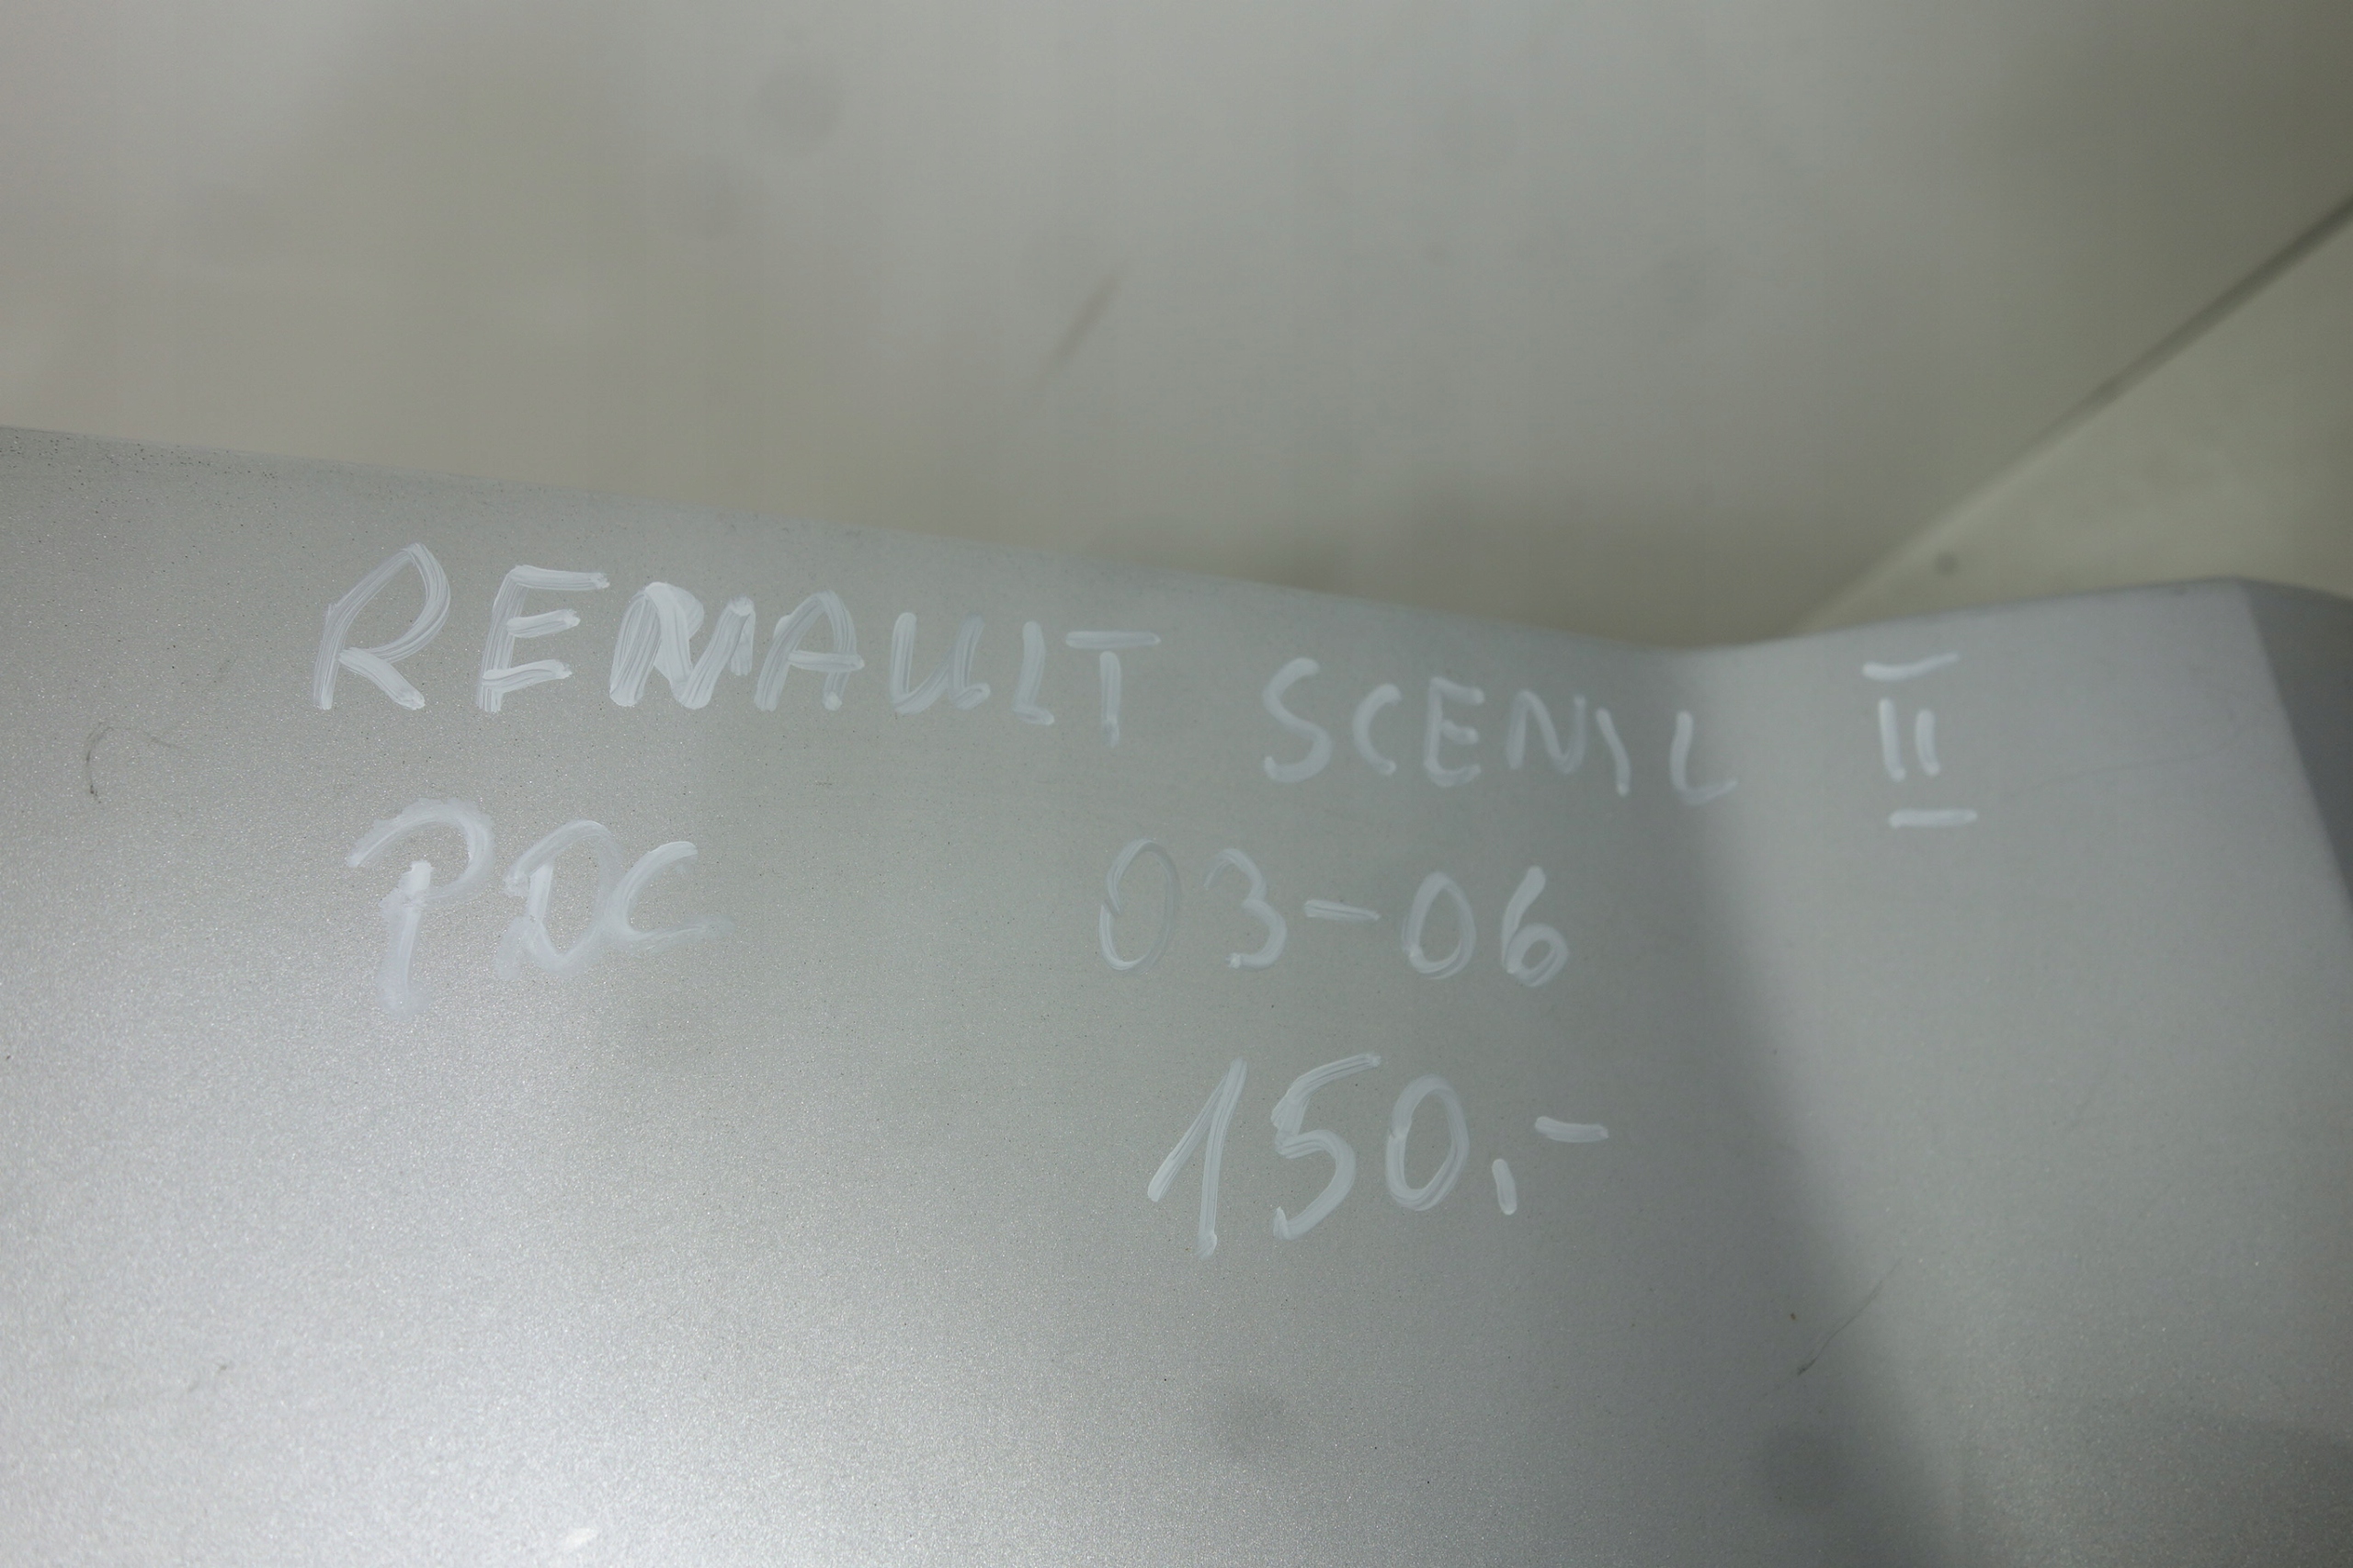 RENAULT SCENIC II
PDC 03-06
150,-